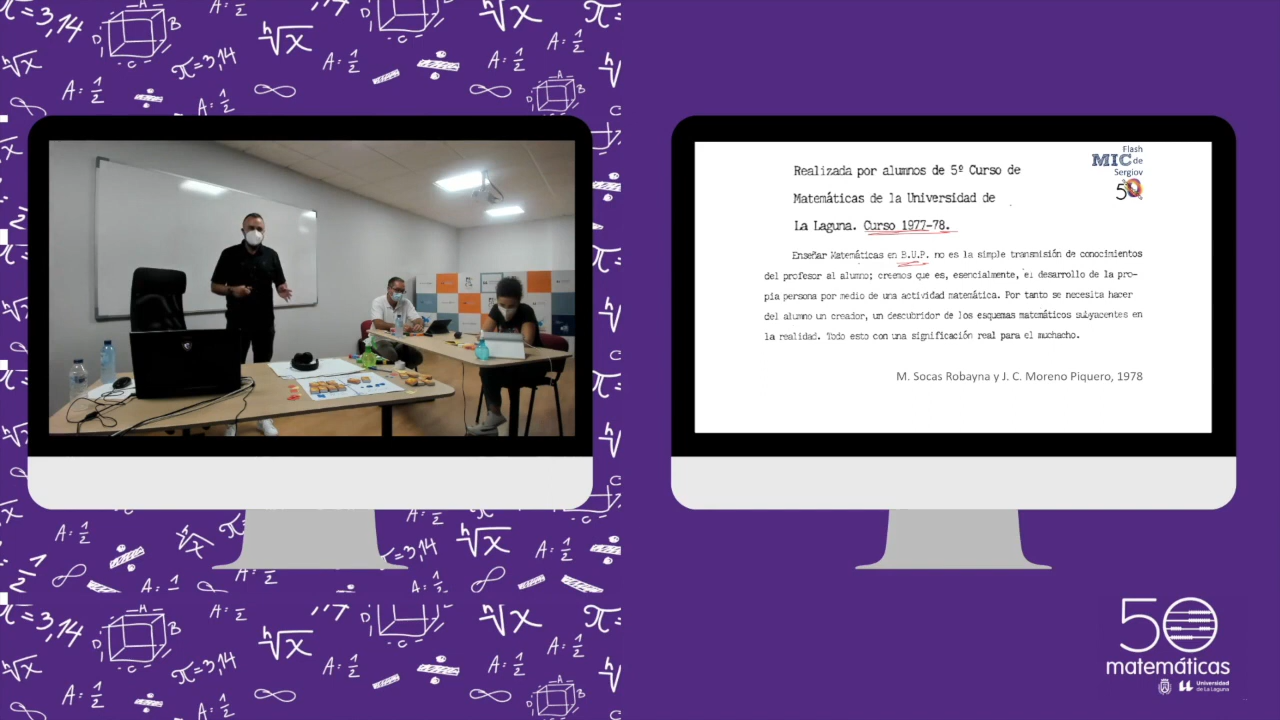 Flash
MIC de
Sergiov
50
Realizada por alumnos de 5º Curso de
Matemáticas de la Universidad de
La Laguna. Curso 1977-78.
Enseñar Matemáticas en B.U.P. no es la simple transmisión de conocimientos
del profesor al alumno; creemos que es, esencialmente, el desarrollo de la pro-
pia persona por medio de una actividad matemática. Por tanto se necesita hacer
del alumno un creador, un descubridor de los esquemas matemáticos subyacentes en
la realidad. Todo esto con una significación real para el muchacho.
M. Socas Robayna y J. C. Moreno Piquero, 1978
50
matemáticas
Universidad
de La Laguna